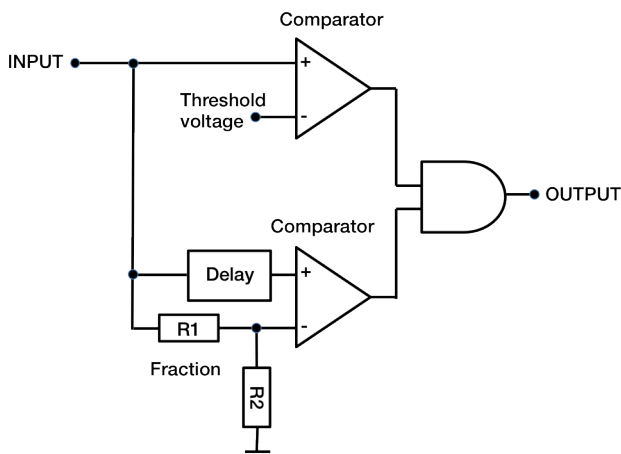 Comparator
INPUT
+
Threshold
voltage
-
OUTPUT
Comparator
Delay
+
R1
-
Fraction
R2